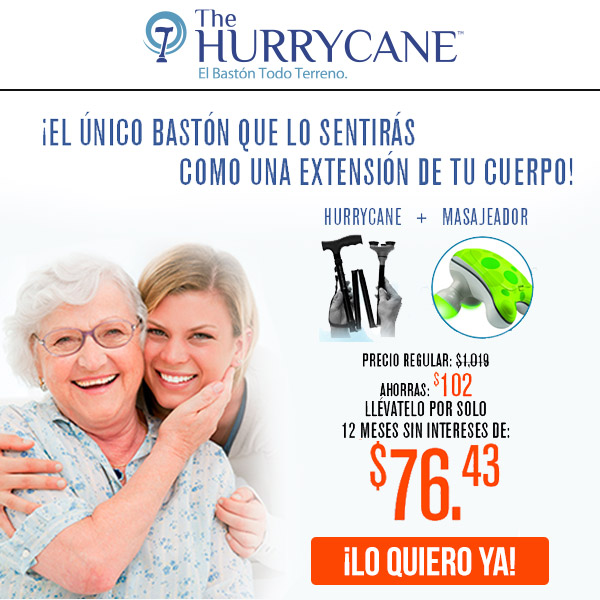 The
HURRYCANE™
El Bastón Todo Terreno.
¡EL ÚNICO BASTÓN QUE LO SENTIRÁS
COMO UNA EXTENSIÓN DE TU CUERPO!
HURRYCANE + MASAJEADOR
PRECIO REGULAR: $1,019
AHORRAS: $102
LLÉVATELO POR SOLO
12 MESES SIN INTERESES DE:
$76.43
¡LO QUIERO YA!